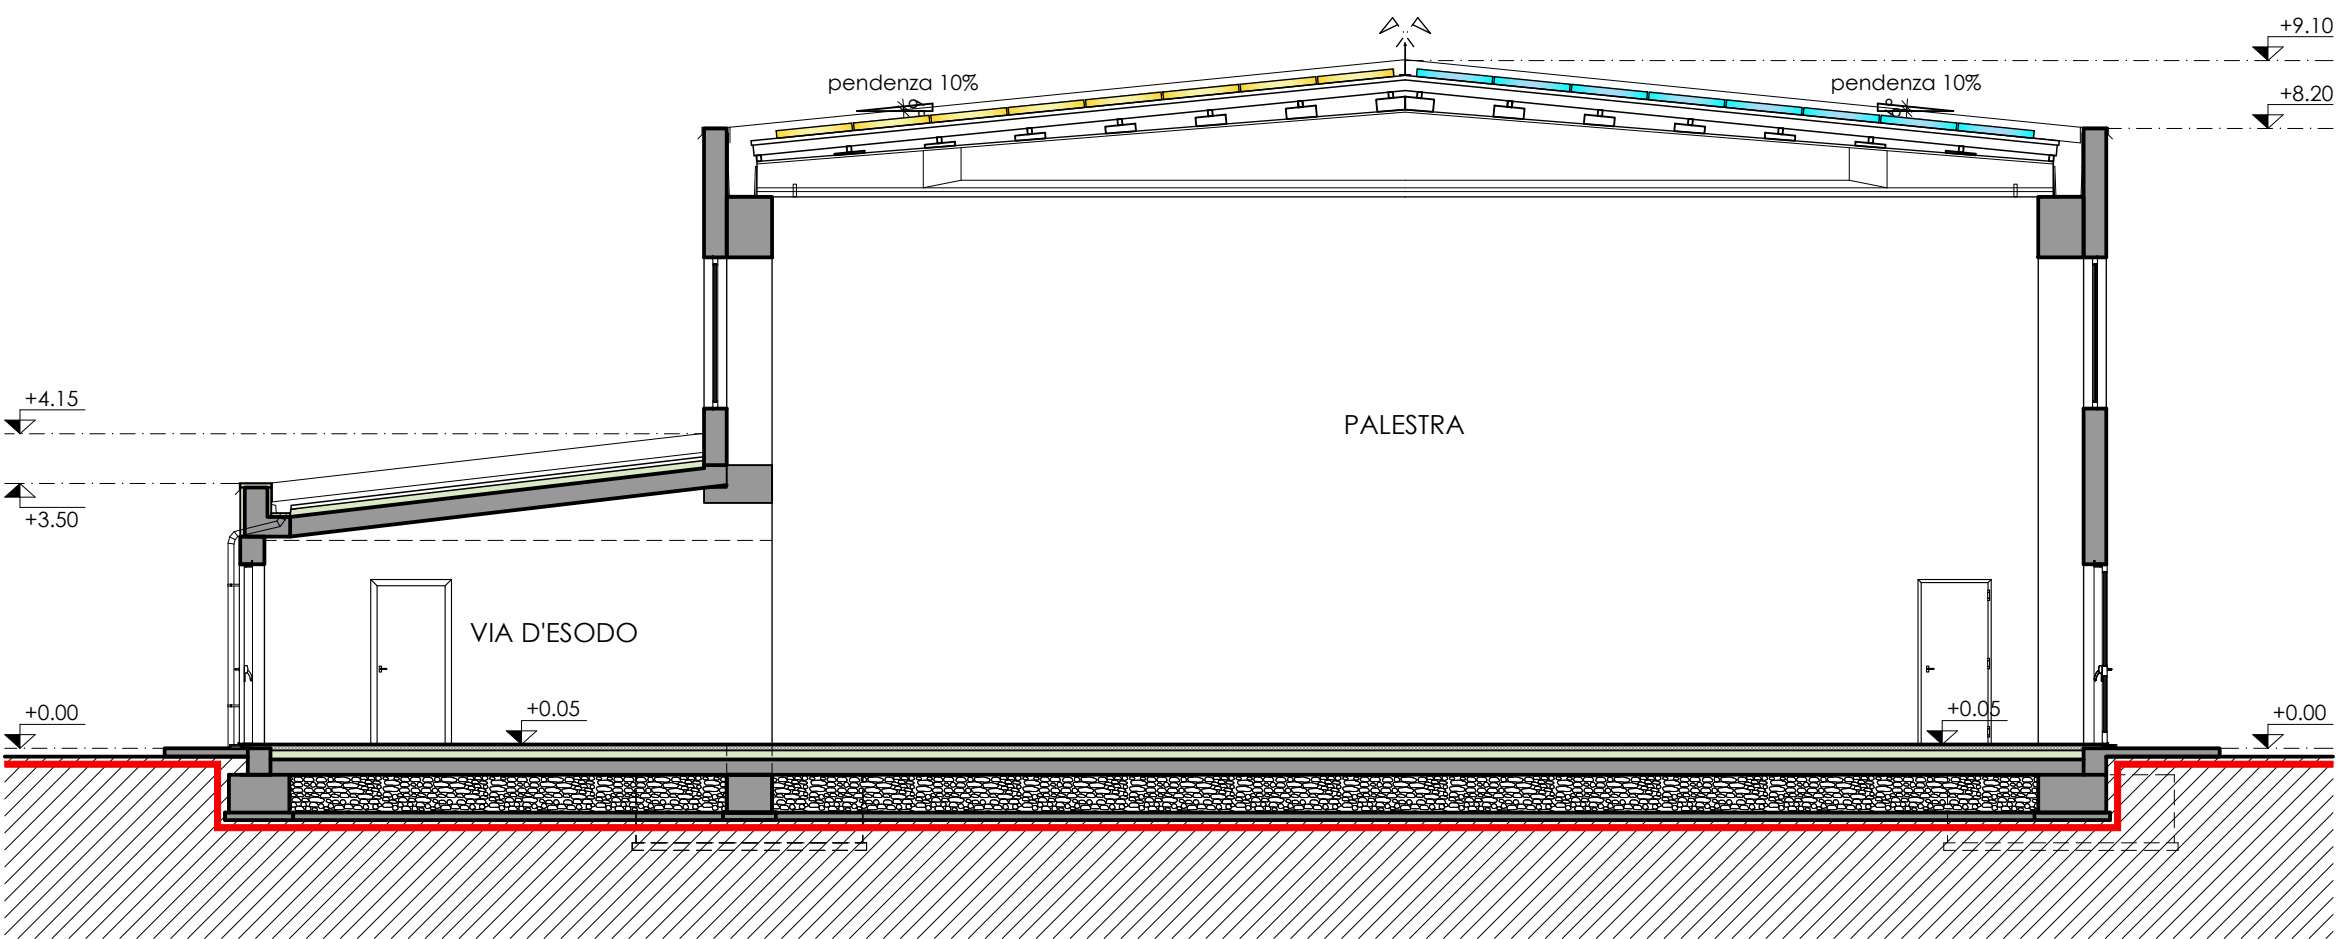 +9.10
pendenza 10%
pendenza 10%
+8.20
+4.15
PALESTRA
+3.50
VIA D'ESODO
+0.00
+0.05
+0.05
+0.00